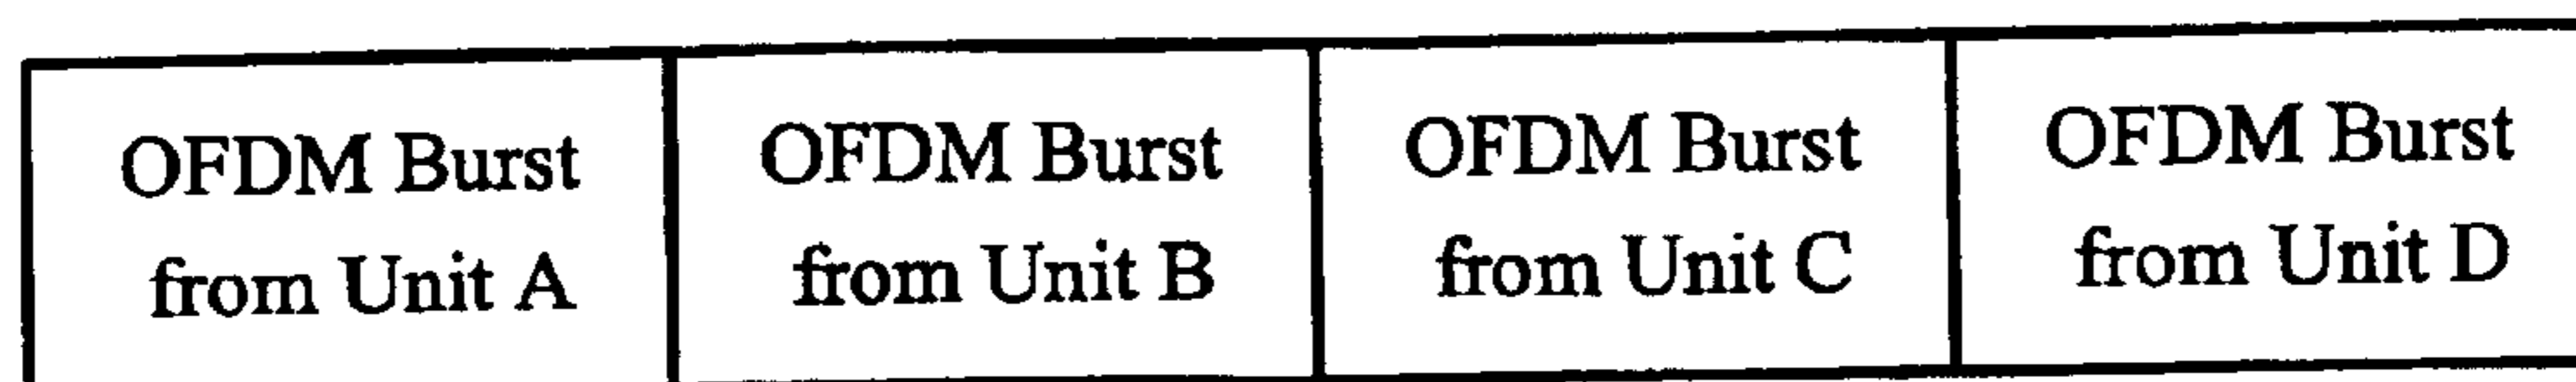 OFDM Burst
from Unit A
OFDM Burst
from Unit B
OFDM Burst
from Unit C
OFDM Burst
from Unit D